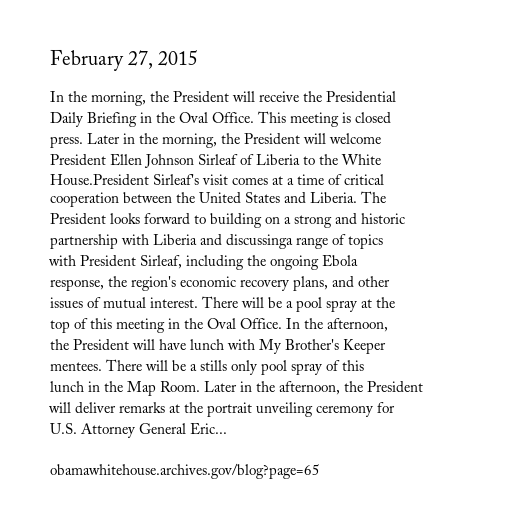 February 27, 2015
In the morning, the President will receive the Presidential
Daily Briefing in the Oval Office. This meeting is closed
press. Later in the morning, the President will welcome
President Ellen Johnson Sirleaf of Liberia to the White
House.President Sirleaf's visit comes at a time of critical
cooperation between the United States and Liberia. The
President looks forward to building on a strong and historic
partnership with Liberia and discussinga range of topics
with President Sirleaf, including the ongoing Ebola
response, the region's economic recovery plans, and other
issues of mutual interest. There will be a pool spray at the
top of this meeting in the Oval Office. In the afternoon,
the President will have lunch with My Brother's Keeper
mentees. There will be a stills only pool spray of this
lunch in the Map Room. Later in the afternoon, the President
will deliver remarks at the portrait unveiling ceremony for
U.S. Attorney General Eric...
obamawhitehouse.archives.gov/blog?page=65